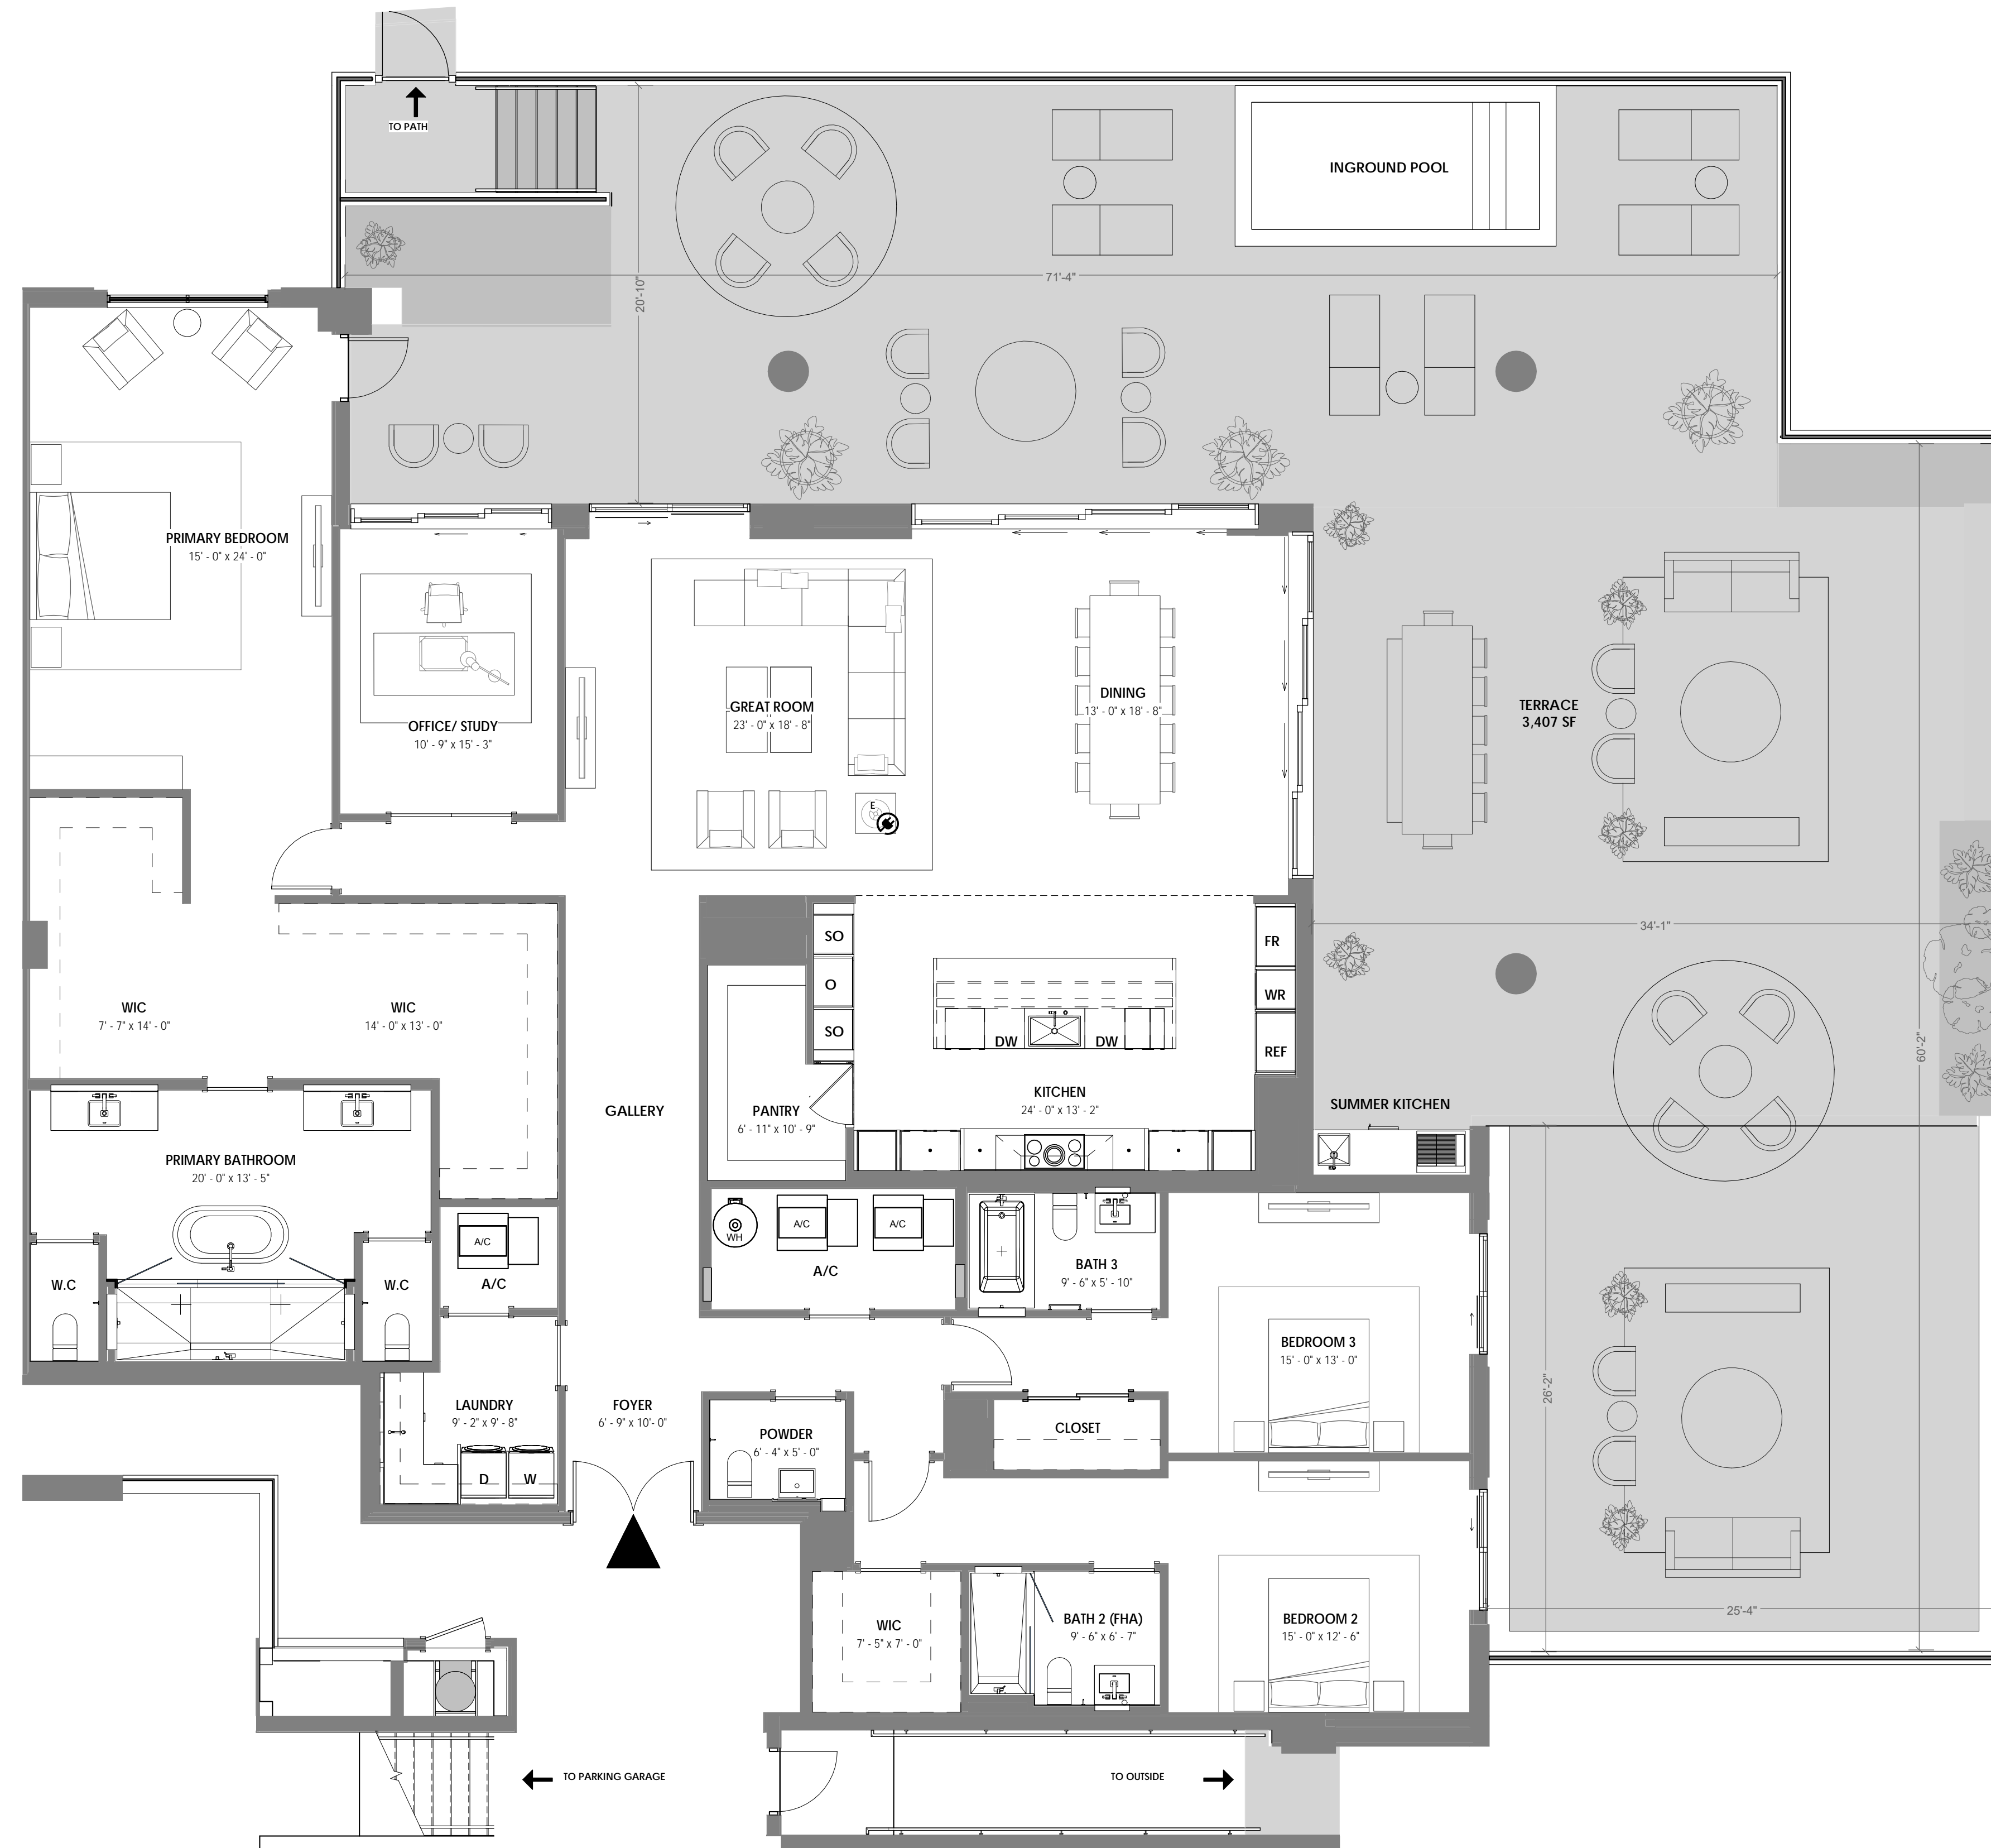 TO PATH
INGROUND POOL
71'-4"
20'-10"
PRIMARY BEDROOM
15' - 0" x 24' - 0"
OFFICE/ STUDY
10' - 9" x 15' - 3"
GREAT ROOM
23' - 0" x 18' - 8"
E
DINING
13' - 0" x 18' - 8"
TERRACE
3,407 SF
34'-1"
60'-2"
WIC
7' - 7" x 14' - 0"
WIC
14' - 0" x 13' - 0"
SO
O
SO
FR
WR
REF
DW
DW
KITCHEN
24' - 0" x 13' - 2"
GALLERY
PANTRY
6' - 11" x 10' - 9"
SUMMER KITCHEN
PRIMARY BATHROOM
20' - 0" x 13' - 5"
W.C
W.C
A/C
A/C
WH
A/C
A/C
A/C
BATH 3
9' - 6" x 5' - 10"
BEDROOM 3
15' - 0" x 13' - 0"
26'-2"
LAUNDRY
9' - 2" x 9' - 8"
D
W
FOYER
6' - 9" x 10'- 0"
POWDER
6' - 4" x 5' - 0"
CLOSET
WIC
7' - 5" x 7' - 0"
BATH 2 (FHA)
9' - 6" x 6' - 7"
BEDROOM 2
15' - 0" x 12' - 6"
25'-4"
TO PARKING GARAGE
TO OUTSIDE